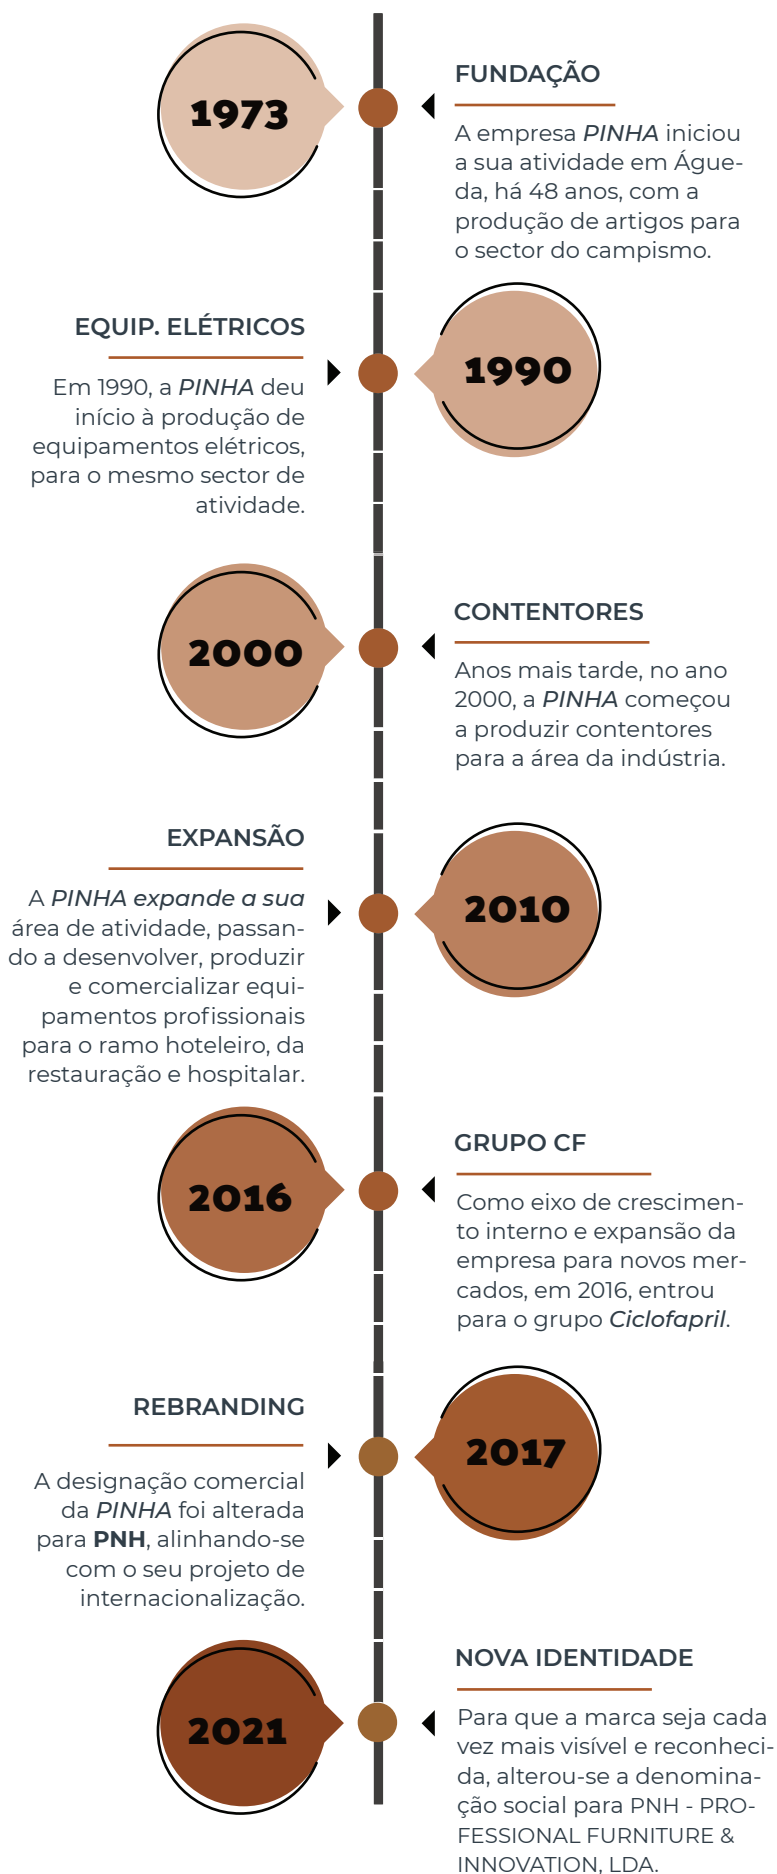 1973
FUNDAÇÃO
A empresa PINHA iniciou
a sua atividade em Águe-
da, há 48 anos, com a
produção de artigos para
o sector do campismo.
EQUIP. ELÉTRICOS
Em 1990, a PINHA deu
início à produção de
equipamentos elétricos,
para o mesmo sector de
atividade.
1990
2000
CONTENTORES
Anos mais tarde, no ano
2000, a PINHA começou
a produzir contentores
para a área da indústria.
EXPANSÃO
A PINHA expande a sua
área de atividade, passan-
do a desenvolver, produzir
e comercializar equi-
pamentos profissionais
para o ramo hoteleiro, da
restauração e hospitalar.
2010
2016
GRUPO CF
Como eixo de crescimen-
to interno e expansão da
empresa para novos mer-
cados, em 2016, entrou
para o grupo Ciclofapril.
REBRANDING
A designação comercial
da PINHA foi alterada
para PNH, alinhando-se
com o seu projeto de
internacionalização.
2017
2021
NOVA IDENTIDADE
Para que a marca seja cada
vez mais visível e reconheci-
da, alterou-se a denomina-
ção social para PNH - PRO-
FESSIONAL FURNITURE &
INNOVATION, LDA.